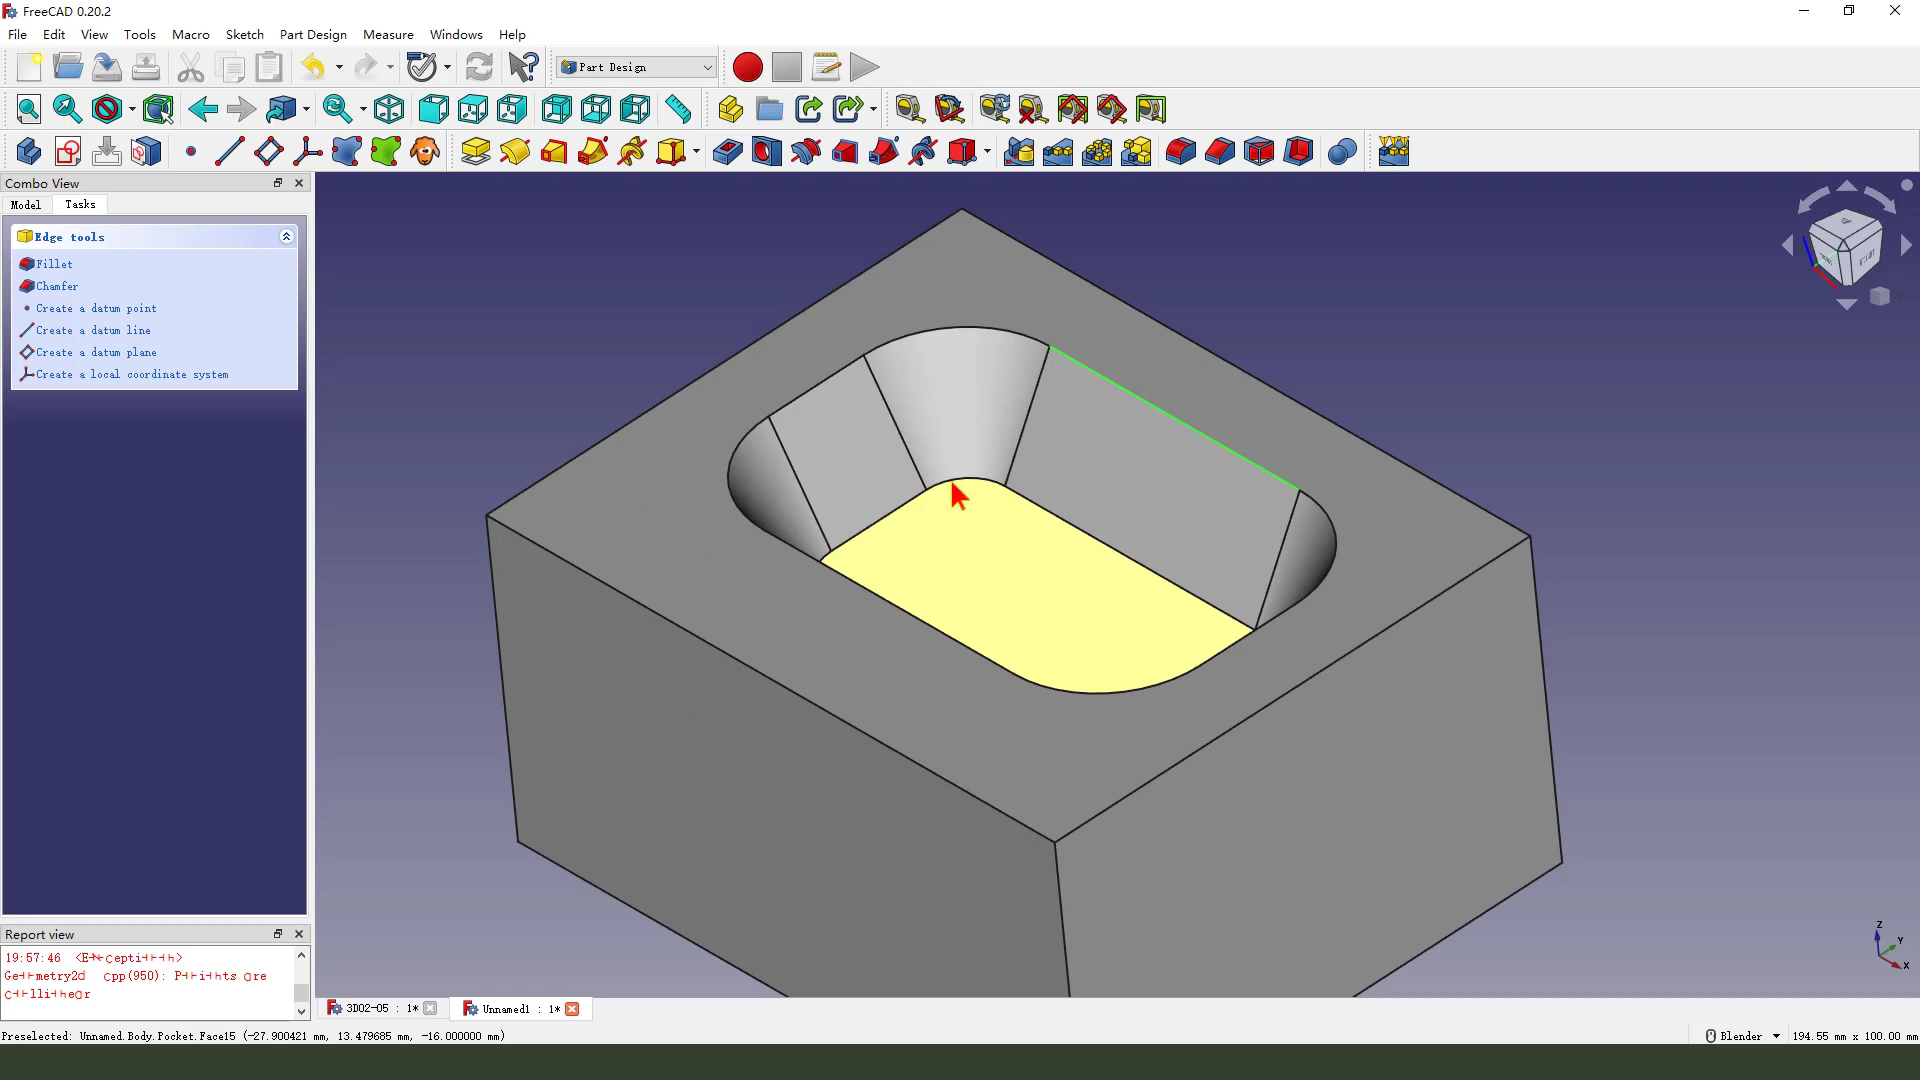 FreeCAD 0.20.2
File Edit View Tools Macro Sketch Part Design Measure Windows Help
Part Design
Combo View
Model Tasks
Edge tools
Fillet
Chamfer
Create a datum point
Create a datum line
Create a datum plane
Create a local coordinate system
Report view
19:57:46
cpp(950):
are
Z
Y
X
3D02-05 : 1*
Unnamed1 : 1*
Preselected: Unnamed.Body.Pocket.Face15 (-27.900421 mm, 13.479685 mm, -16.000000 mm)
Blender
194.55 mm x 100.00 mm